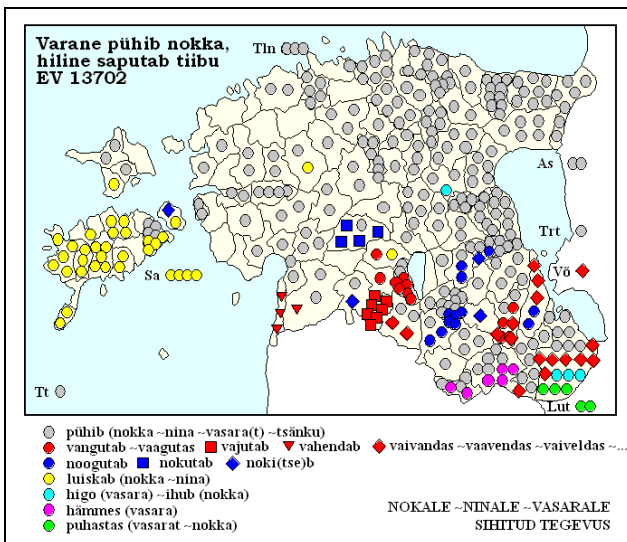 Varane pühib nokka,
hiline saputab tiibu
EV 13702
Tln
As
Trt
Võ
Sa
Tt
Lut
pühib (nokka ~nina ~vasara(t) ~tsänku)
vangutab ~vaagutas vajutab vahendab vaivandas ~vaavendas ~vaiveldas ~...
noogutab nokutab noki(tse)b
luiskab (nokka ~nina)
higo (vasara) ~ihub (nokka)
hämmes (vasara)
puhastas (vasarat ~nokka)
NOKALE ~NINALE ~VASARALE
SIHITUD TEGEVUS